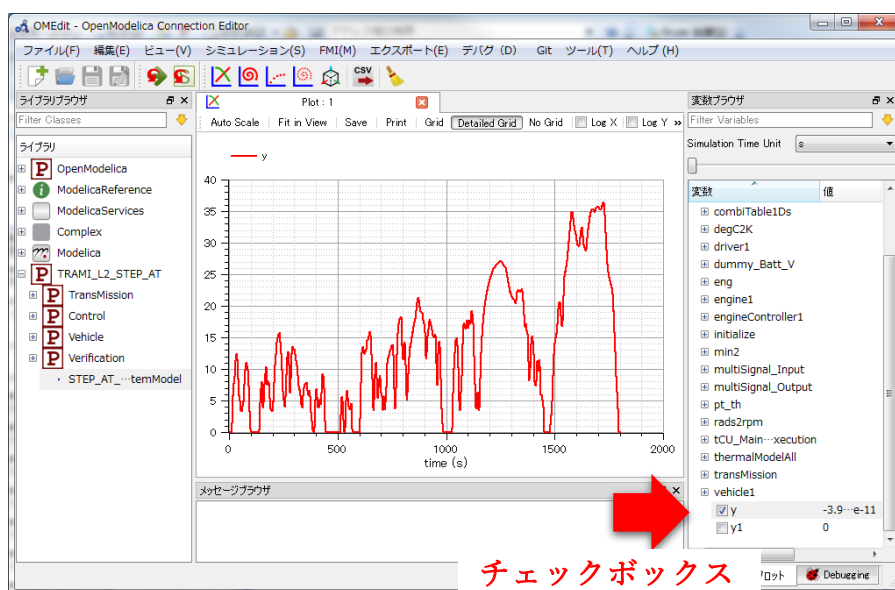 OMEdit - OpenModelica Connection Editor
ファイル(F) 編集(E) ビュー(V) シミュレーション(S) FMI(M) エクスポート(E) デバグ (D) Git ツール(T) ヘルプ (H)
CSV
ライブラリブラウザ
Filter Classes
ライブラリ
P OpenModelica
i ModelicaReference
ModelicaServices
Complex
Modelica
P TRAMI_L2_STEP_AT
P TransMission
P Control
P Vehicle
P Verification
STEP_AT_…temModel
Plot : 1
Auto Scale Fit in View Save Print Grid Detailed Grid No Grid Log X Log Y »
y
40
35
30
25
20
15
10
5
0
0 500 1000 1500 2000
time (s)
メッセージブラウザ
変数ブラウザ
Filter Variables
Simulation Time Unit s
変数 値
combiTable1Ds
degC2K
driver1
dummy_Batt_V
eng
engine1
engineController1
initialize
min2
multiSignal_Input
multiSignal_Output
pt_th
rads2rpm
tCU_Main…xecution
thermalModelAll
transMission
vehicle1
y -3.9…e-11
y1 0
チェックボックス
プロット Debugging